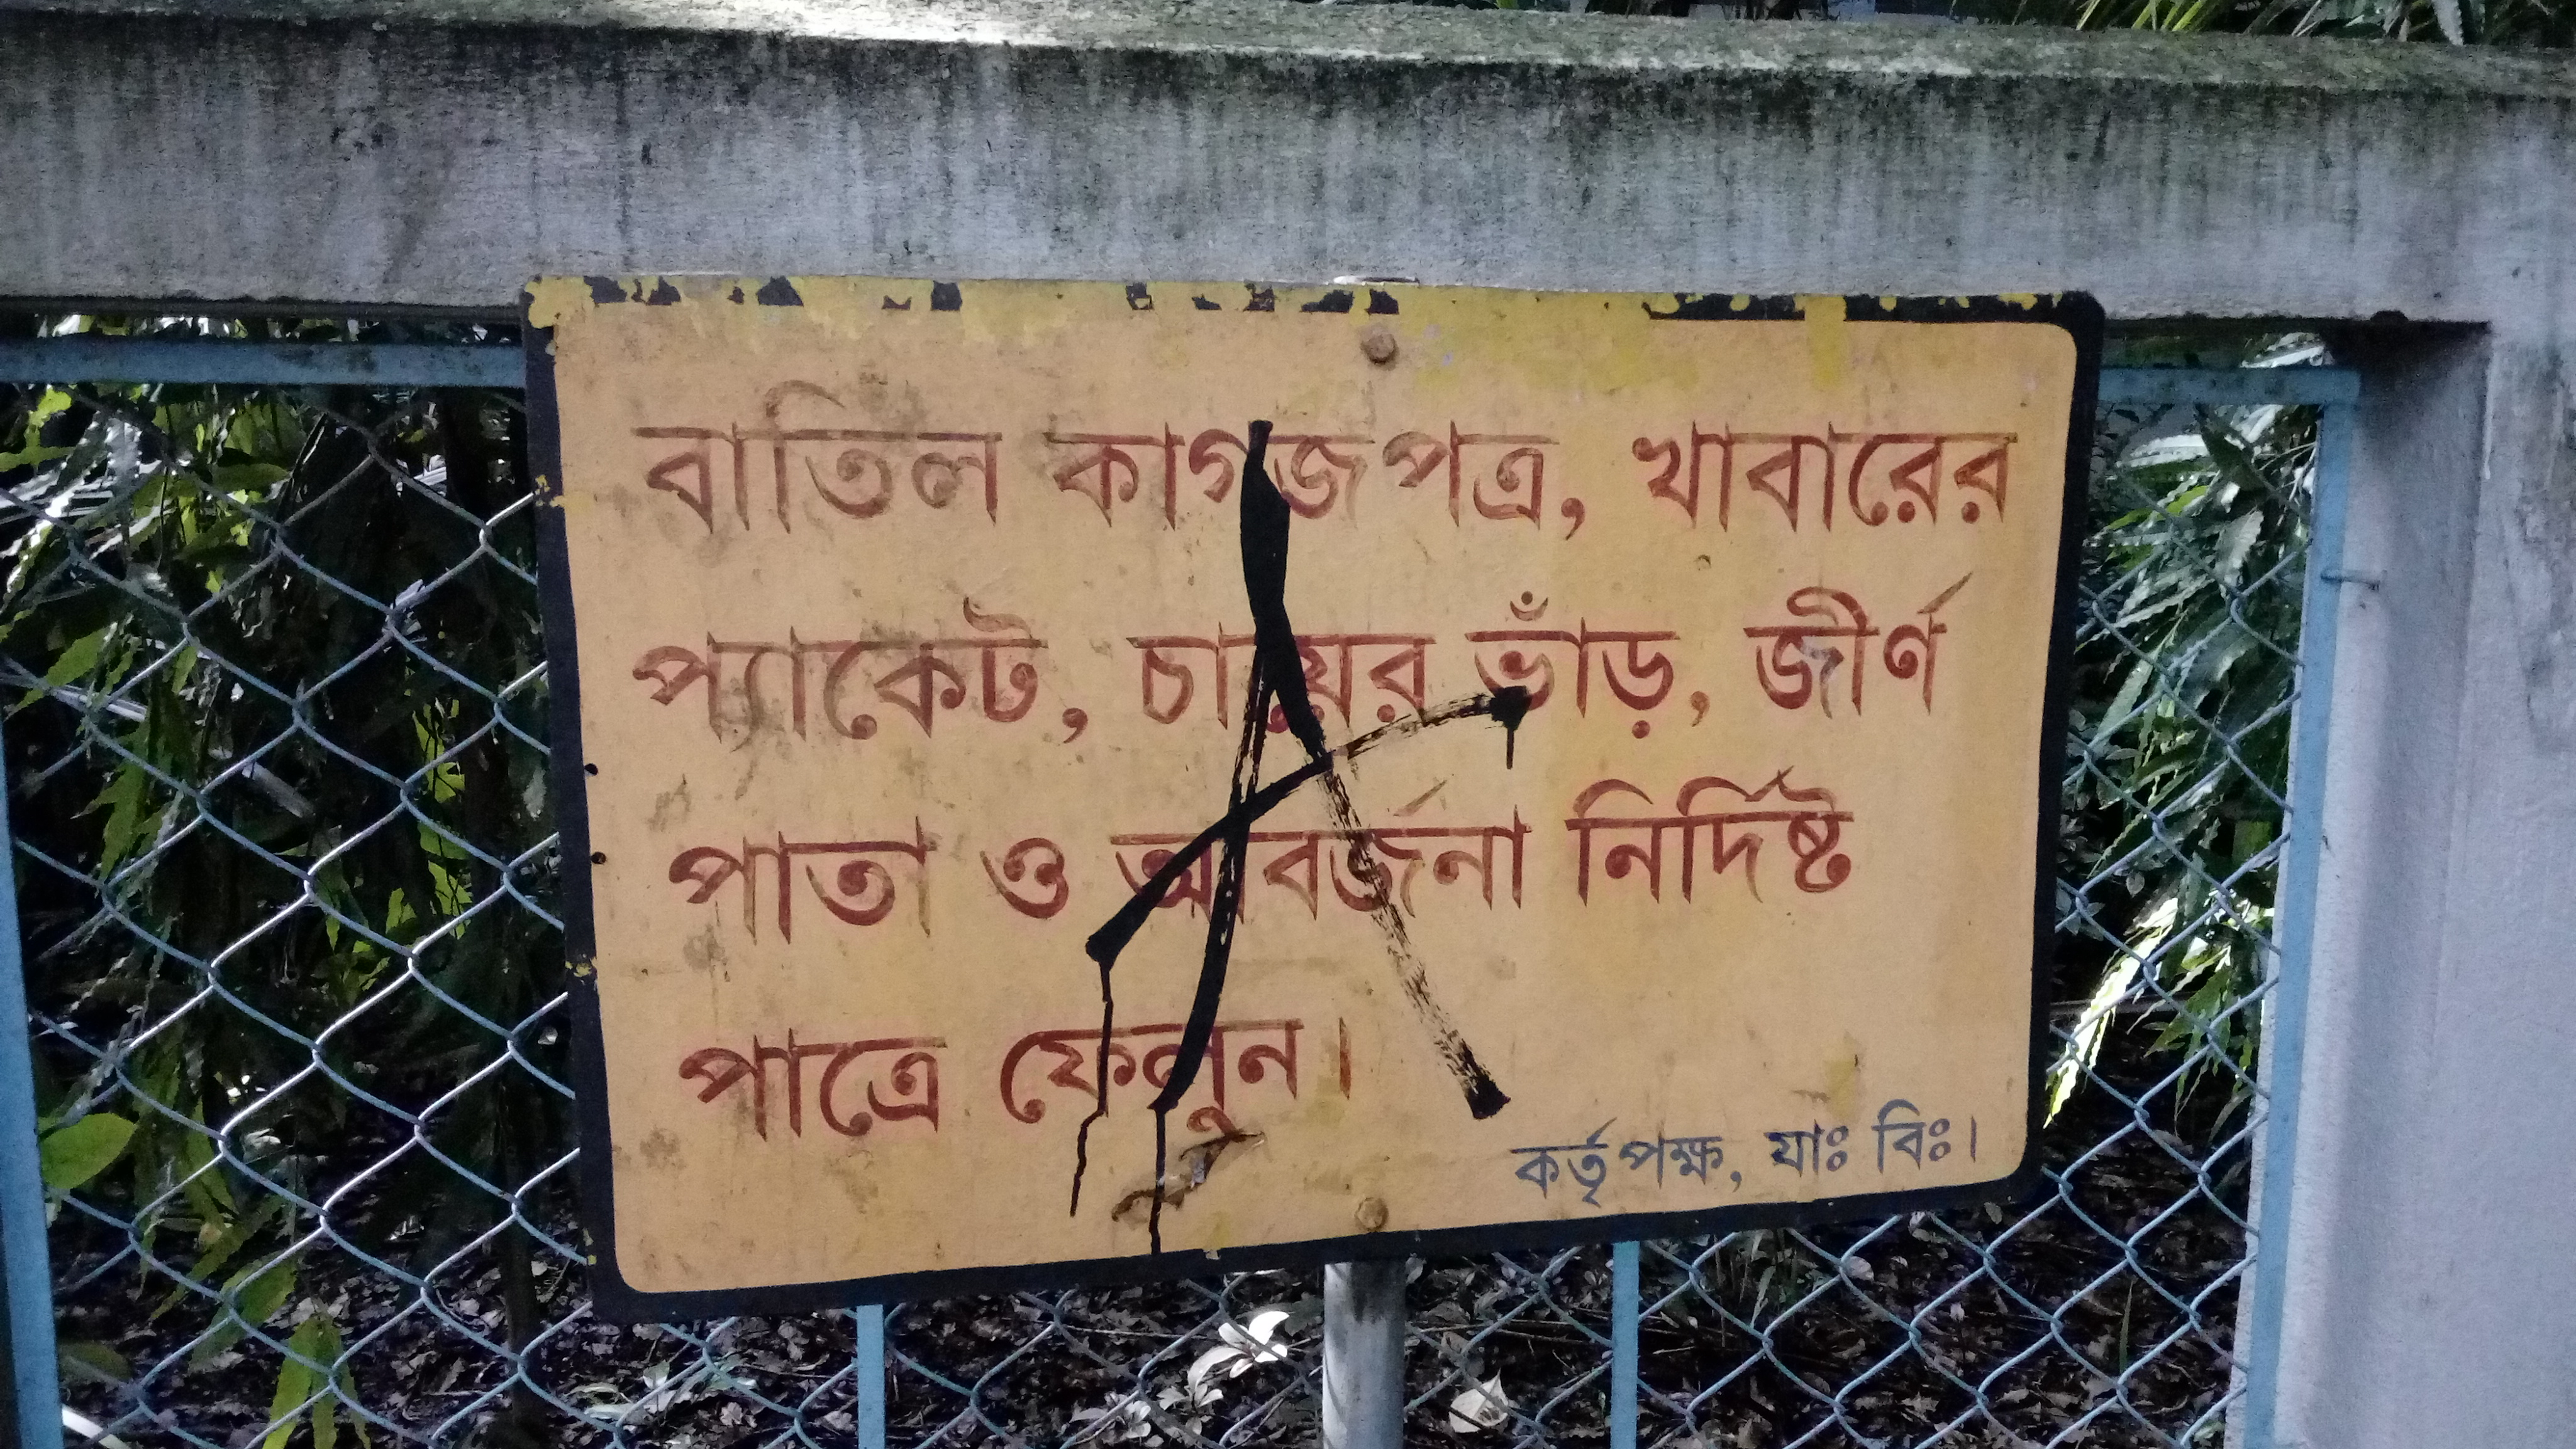 বাতিল কাগজপত্র, খাবারের
প্যাকেট, চায়ের ভাঁড়, জীর্ণ
পাতা ও আবর্জনা নির্দিষ্ট
পাত্রে ফেলুন।
কর্তৃপক্ষ, যাঃ বিঃ।
A